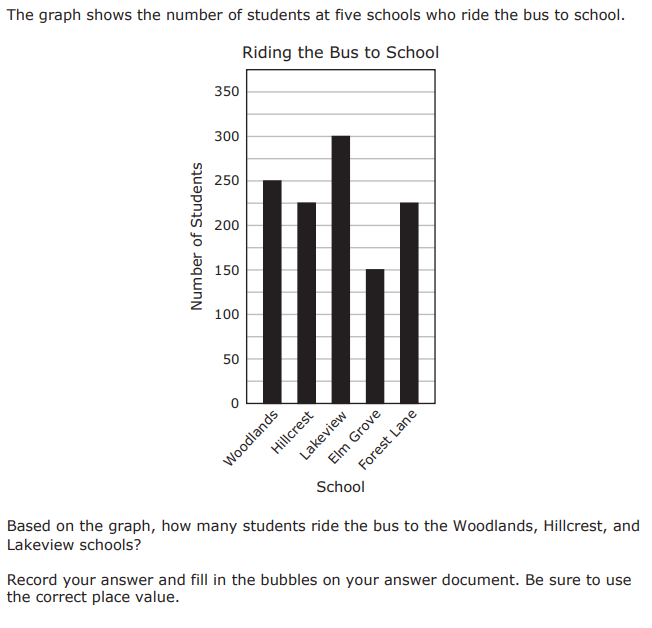 The graph shows the number of students at five schools who ride the bus to school.
Riding the Bus to School
Number of Students
350
300
250
200
150
100
50
0
Woodlands
Hillcrest
Lakeview
Elm Grove
Forest Lane
School
Based on the graph, how many students ride the bus to the Woodlands, Hillcrest, and
Lakeview schools?
Record your answer and fill in the bubbles on your answer document. Be sure to use
the correct place value.